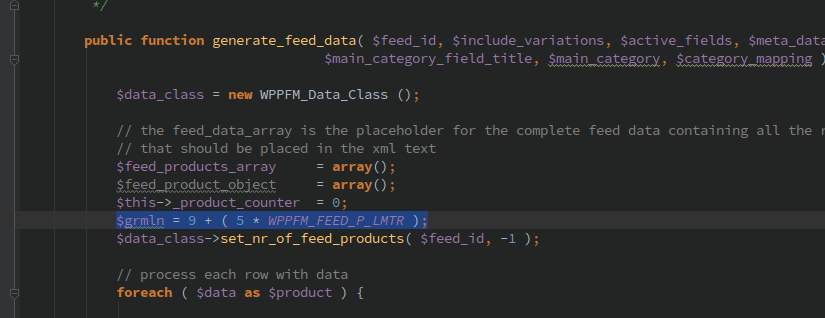 */
public function generate_feed_data( $feed_id, $include_variations, $active_fields, $meta_data
$main_category_field_title, $main_category, $category_mapping )
$data_class = new WPPFM_Data_Class ();
// the feed_data_array is the placeholder for the complete feed data containing all the
// that should be placed in the xml text
$feed_products_array     = array();
$feed_product_object     = array();
$this->_product_counter  = 0;
$grmln = 9 + ( 5 * WPPFM_FEED_P_LMTR );
$data_class->set_nr_of_feed_products( $feed_id, -1 );
// process each row with data
foreach ( $data as $product ) {